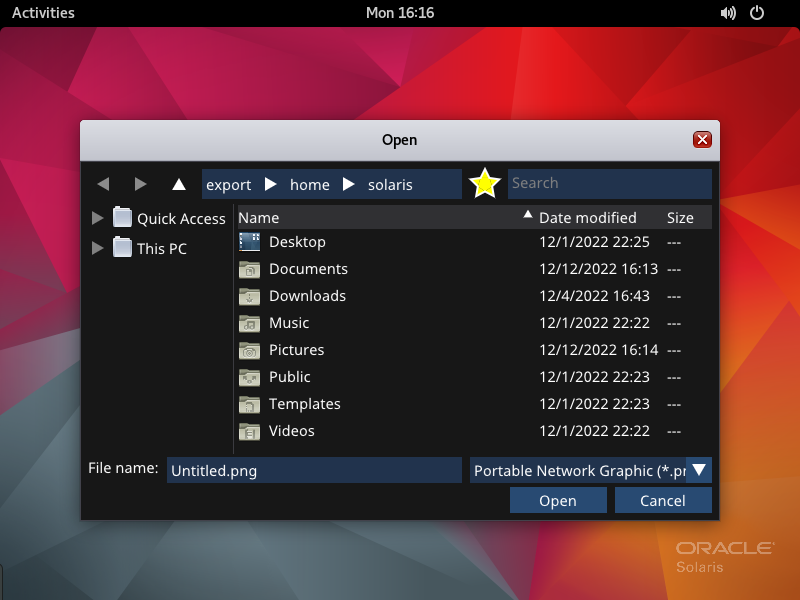 Activities Mon 16:16
Open
export home solaris Search
Quick Access
This PC
Name Date modified Size
Desktop 12/1/2022 22:25 ---
Documents 12/12/2022 16:13 ---
Downloads 12/4/2022 16:43 ---
Music 12/1/2022 22:22 ---
Pictures 12/12/2022 16:14 ---
Public 12/1/2022 22:23 ---
Templates 12/1/2022 22:23 ---
Videos 12/1/2022 22:22 ---
File name: Untitled.png Portable Network Graphic (*.pr
Open Cancel
ORACLE
Solaris